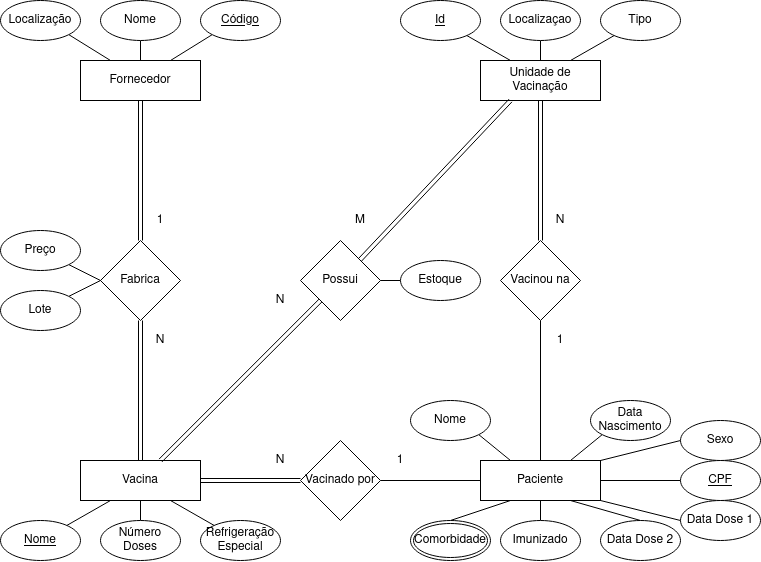 Localização
Nome
Código
Id
Localizaçao
Tipo
Fornecedor
Unidade de
Vacinação
1
M
N
Preço
Lote
Fabrica
Possui
Estoque
Vacinou na
N
N
1
Nome
Data
Nascimento
Sexo
N
1
Vacina
Vacinado por
Paciente
CPF
Data Dose 1
Nome
Número
Doses
Refrigeração
Especial
Comorbidade
Imunizado
Data Dose 2